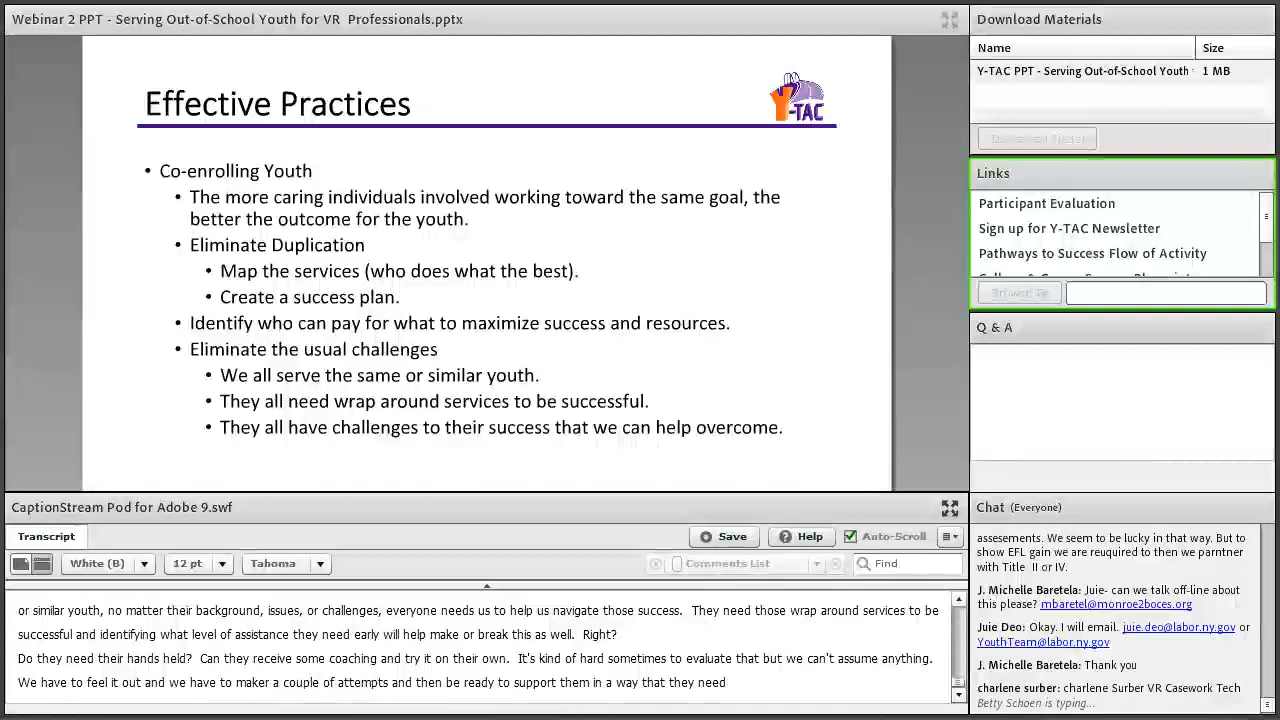 Webinar 2 PPT - Serving Out-of-School Youth for VR Professionals.pptx
Effective Practices
Y-TAC
• Co-enrolling Youth
• The more caring individuals involved working toward the same goal, the
better the outcome for the youth.
• Eliminate Duplication
• Map the services (who does what the best).
• Create a success plan.
• Identify who can pay for what to maximize success and resources.
• Eliminate the usual challenges
• We all serve the same or similar youth.
• They all need wrap around services to be successful.
• They all have challenges to their success that we can help overcome.
CaptionStream Pod for Adobe 9.swf
Transcript
Save
Help
Auto-Scroll
White (B)
12 pt
Tahoma
Comments List
Find
or similar youth, no matter their background, issues, or challenges, everyone needs us to help us navigate those success. They need those wrap around services to be
successful and identifying what level of assistance they need early will help make or break this as well. Right?
Do they need their hands held? Can they receive some coaching and try it on their own. It's kind of hard sometimes to evaluate that but we can't assume anything.
We have to feel it out and we have to maker a couple of attempts and then be ready to support them in a way that they need
Download Materials
Name Size
Y-TAC PPT - Serving Out-of-School Youth 1 MB
Links
Participant Evaluation
Sign up for Y-TAC Newsletter
Pathways to Success Flow of Activity
Browse To
Q & A
Chat (Everyone)
assesements. We seem to be lucky in that way. But to
show EFL gain we are reuquired to then we parntner
with Title II or IV.
J. Michelle Baretela: Juie- can we talk off-line about
this please? mbaretel@monroe2boces.org
Juie Deo: Okay. I will email. juie.deo@labor.ny.gov or
YouthTeam@labor.ny.gov
J. Michelle Baretela: Thank you
charlene surber: charlene Surber VR Casework Tech
Betty Schoen is typing...